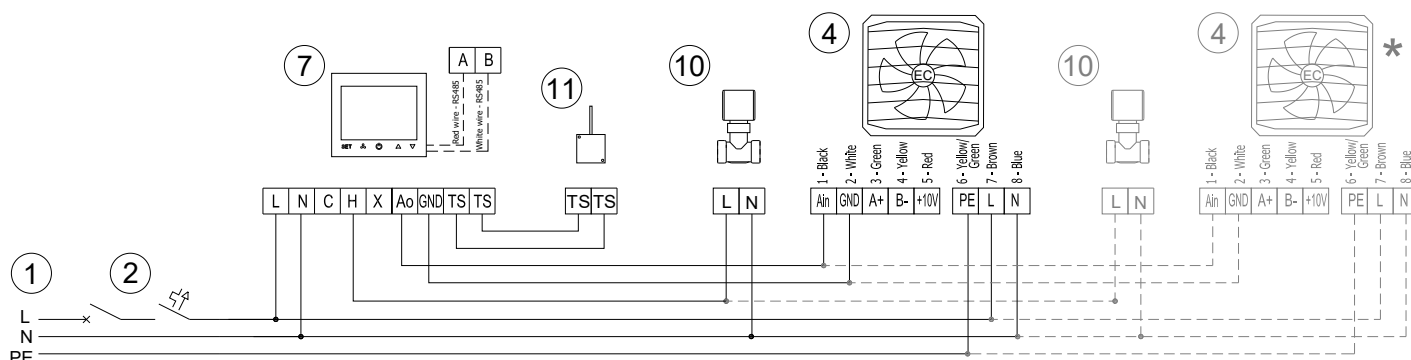 7
A B
Red wire - RS485
White wire - RS485
SET
11
10
4
EC
10
4
EC
*
1 - Black
2 - White
3 - Green
4 - Yellow
5 - Red
6 - Yellow/
Green
7 - Brown
8 - Blue
1 - Black
2 - White
3 - Green
4 - Yellow
5 - Red
6 - Yellow/
Green
7 - Brown
8 - Blue
L N C H X Ao GND TS TS
TS TS
L N
Ain GND A+ B- +10V
PE L N
L N
Ain GND A+ B- +10V
PE L N
1
2
L
N
PE